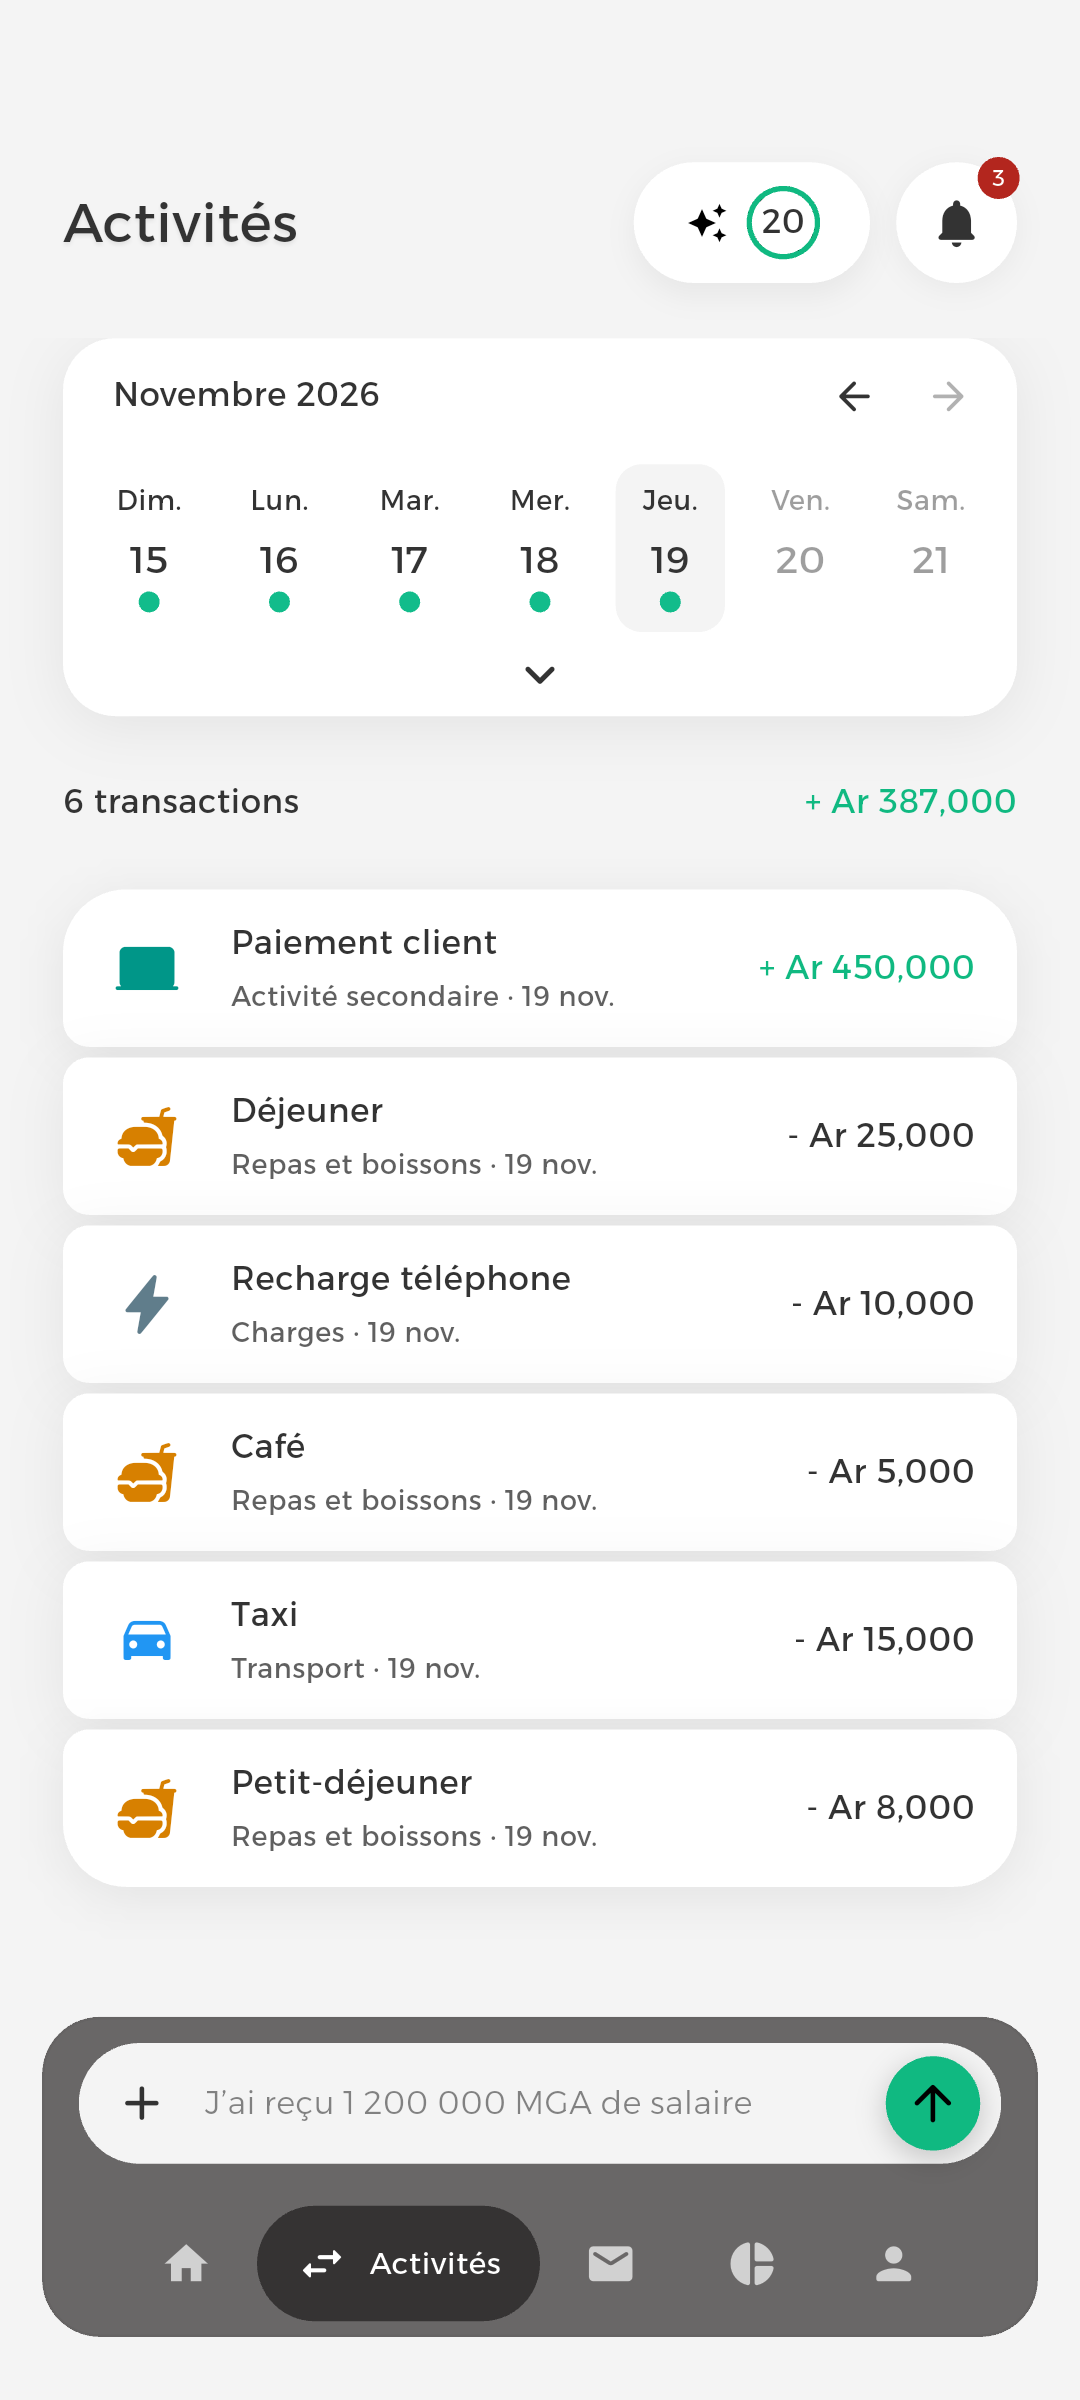 Activités
20
3
Novembre 2026
Dim. Lun. Mar. Mer. Jeu. Ven. Sam.
15 16 17 18 19 20 21
6 transactions
+ Ar 387,000
Paiement client
Activité secondaire · 19 nov.
+ Ar 450,000
Déjeuner
Repas et boissons · 19 nov.
- Ar 25,000
Recharge téléphone
Charges · 19 nov.
- Ar 10,000
Café
Repas et boissons · 19 nov.
- Ar 5,000
Taxi
Transport · 19 nov.
- Ar 15,000
Petit-déjeuner
Repas et boissons · 19 nov.
- Ar 8,000
J’ai reçu 1 200 000 MGA de salaire
Activités